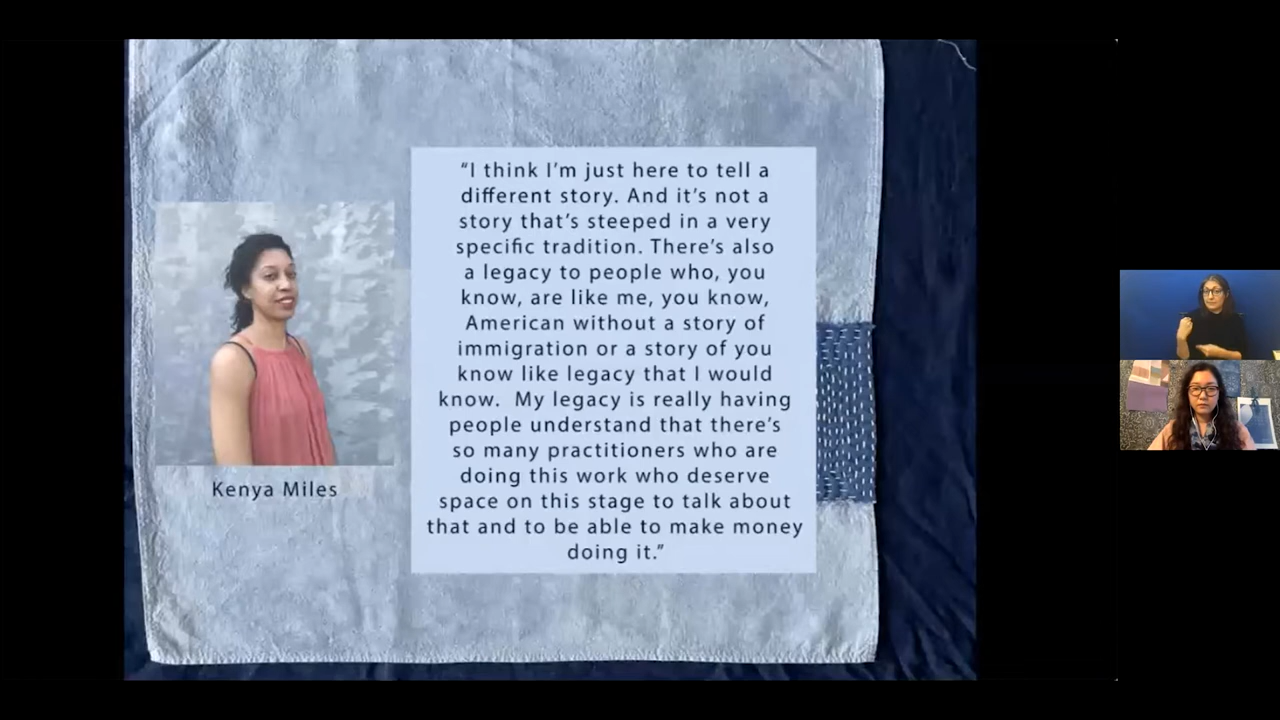 “I think I’m just here to tell a
different story. And it’s not a
story that’s steeped in a very
specific tradition. There’s also
a legacy to people who, you
know, are like me, you know,
American without a story of
immigration or a story of you
know like legacy that I would
know.  My legacy is really having
people understand that there’s
so many practitioners who are
doing this work who deserve
space on this stage to talk about
that and to be able to make money
doing it.”
Kenya Miles